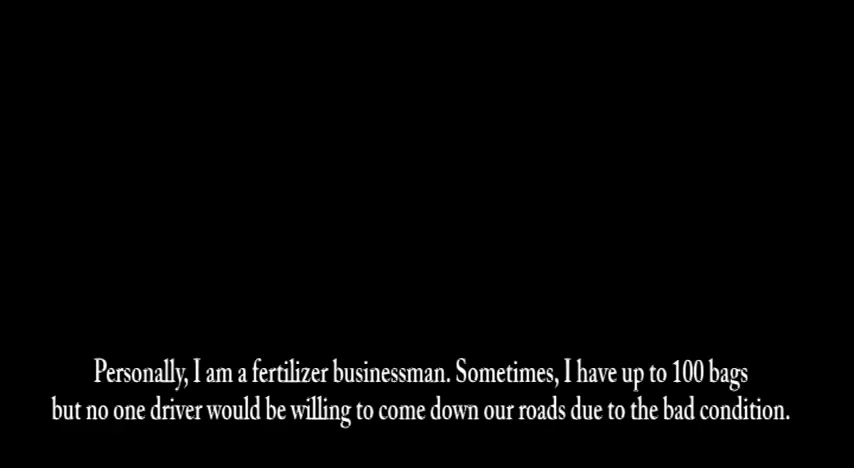 Personally, I am a fertilizer businessman. Sometimes, I have up to 100 bags
but no one driver would be willing to come down our roads due to the bad condition.